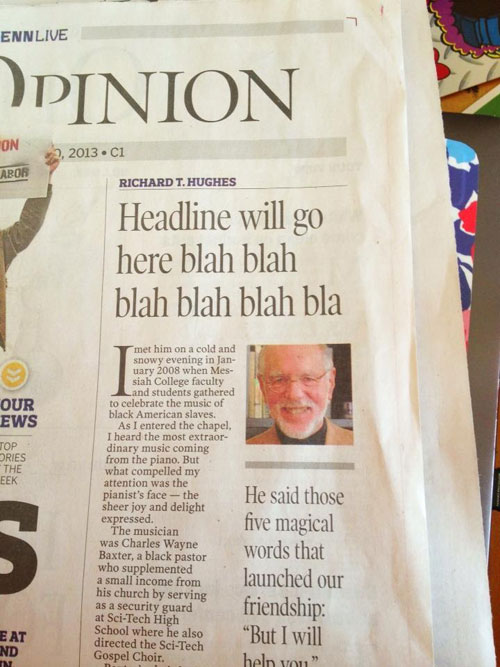 ENNLIVE
OPINION
ON
0, 2013 • C1
ABOR
RICHARD T. HUGHES
Headline will go
here blah blah
blah blah blah bla
I met him on a cold and
snowy evening in Jan-
uary 2008 when Mes-
siah College faculty
and students gathered
to celebrate the music of
black American slaves.
As I entered the chapel,
I heard the most extraor-
dinary music coming
from the piano. But
what compelled my
attention was the
pianist's face — the
sheer joy and delight
expressed.
The musician
was Charles Wayne
Baxter, a black pastor
who supplemented
a small income from
his church by serving
as a security guard
at Sci-Tech High
School where he also
directed the Sci-Tech
Gospel Choir.
He said those
five magical
words that
launched our
friendship:
"But I will
help you."
OUR
EWS
TOP
ORIES
THE
EEK
S
E AT
ND